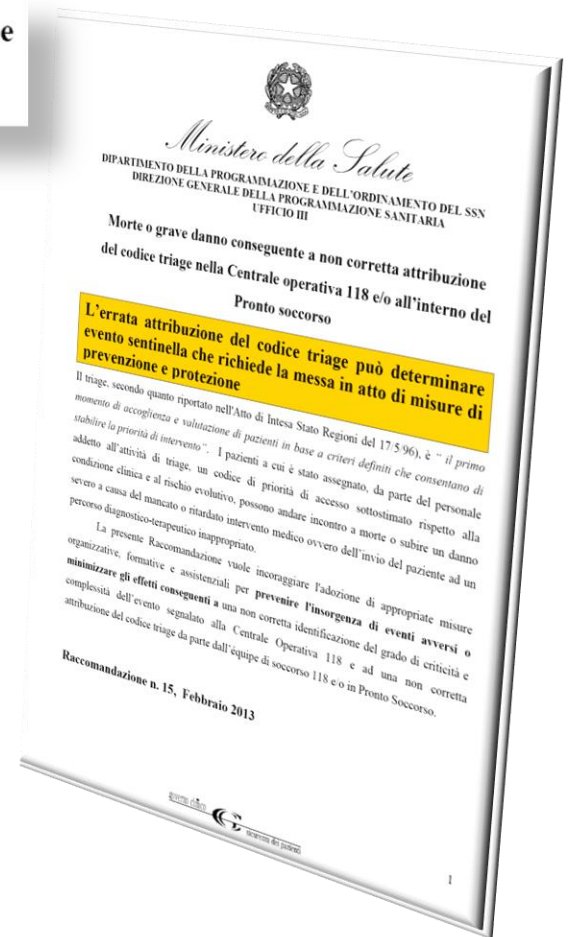 e
Ministero della Salute
DIPARTIMENTO DELLA PROGRAMMAZIONE E DELL'ORDINAMENTO DEL SSN
DIREZIONE GENERALE DELLA PROGRAMMAZIONE SANITARIA
UFFICIO III
Morte o grave danno conseguente a non corretta attribuzione
del codice triage nella Centrale operativa 118 e/o all'interno del
Pronto soccorso
L'errata attribuzione del codice triage può determinare
evento sentinella che richiede la messa in atto di misure di
prevenzione e protezione
Il triage, secondo quanto riportato nell'Atto di Intesa Stato Regioni del 17/5/96), è " il primo
momento di accoglienza e valutazione di pazienti in base a criteri definiti che consentano di
stabilire la priorità di intervento". I pazienti a cui è stato assegnato, da parte del personale
addetto all'attività di triage, un codice di priorità di accesso sottostimato rispetto alla
condizione clinica e al rischio evolutivo, possono andare incontro a morte o subire un danno
severo a causa del mancato o ritardato intervento medico ovvero dell'invio del paziente ad un
percorso diagnostico-terapeutico inappropriato.
La presente Raccomandazione vuole incoraggiare l'adozione di appropriate misure
organizzative, formative e assistenziali per prevenire l'insorgenza di eventi avversi o
minimizzare gli effetti conseguenti a una non corretta identificazione del grado di criticità e
complessità dell'evento segnalato alla Centrale Operativa 118 e ad una non corretta
attribuzione del codice triage da parte dall'équipe di soccorso 118 e/o in Pronto Soccorso.
Raccomandazione n. 15, Febbraio 2013
governo clinico
sicurezza dei pazienti
1